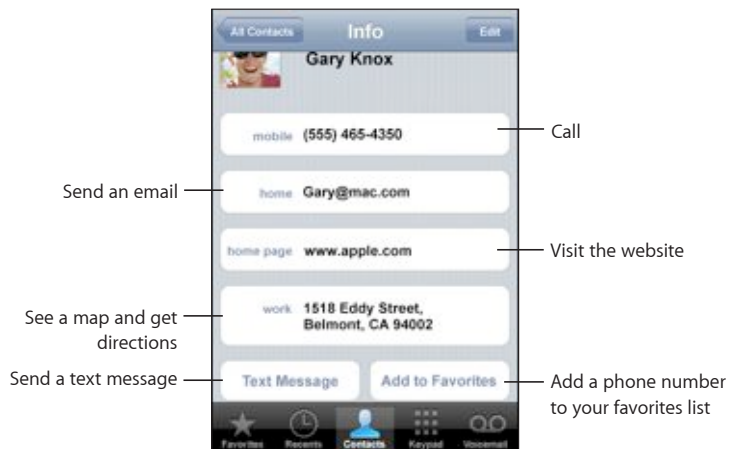 All Contacts Info Edit
Gary Knox
mobile (555) 465-4350
Call
Send an email
home Gary@mac.com
home page www.apple.com
Visit the website
work 1518 Eddy Street,
Belmont, CA 94002
See a map and get
directions
Send a text message
Text Message Add to Favorites
Add a phone number
to your favorites list
Favorites Recents Contacts Keypad Voicemail